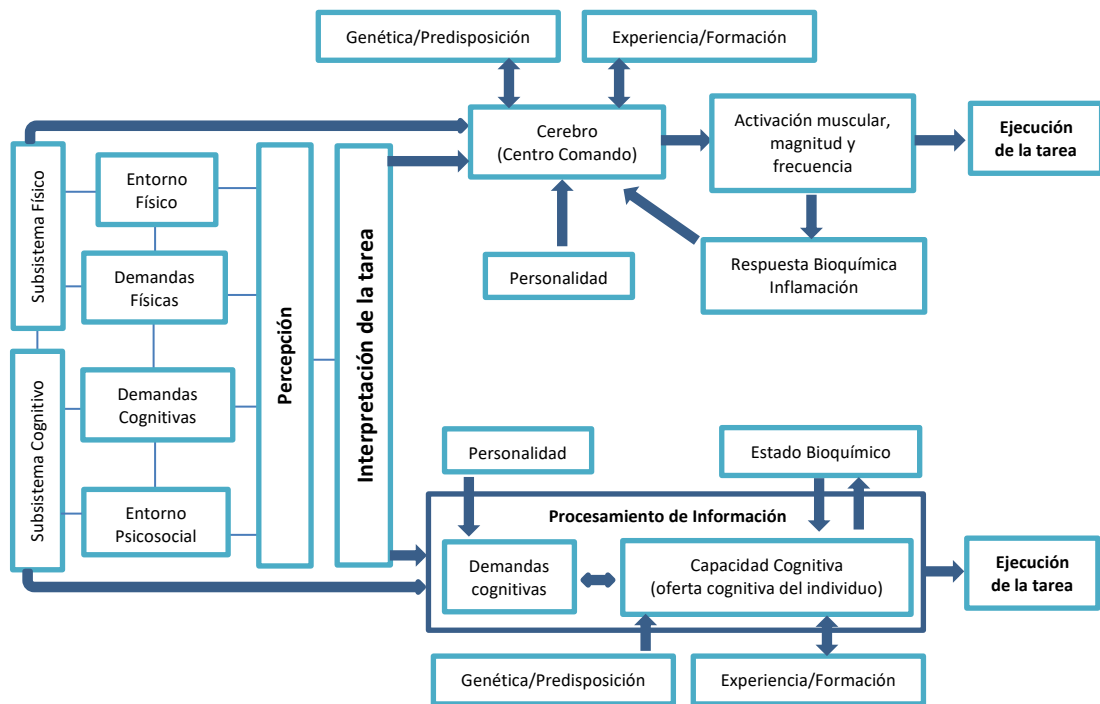 Genética/Predisposición
Experiencia/Formación
Cerebro
(Centro Comando)
Activación muscular,
magnitud y
frecuencia
Ejecución
de la tarea
Subsistema Físico
Entorno
Físico
Demandas
Físicas
Personalidad
Respuesta Bioquímica
Inflamación
Percepción
Interpretación de la tarea
Subsistema Cognitivo
Demandas
Cognitivas
Entorno
Psicosocial
Personalidad
Estado Bioquímico
Procesamiento de Información
Demandas
cognitivas
Capacidad Cognitiva
(oferta cognitiva del individuo)
Ejecución
de la tarea
Genética/Predisposición
Experiencia/Formación